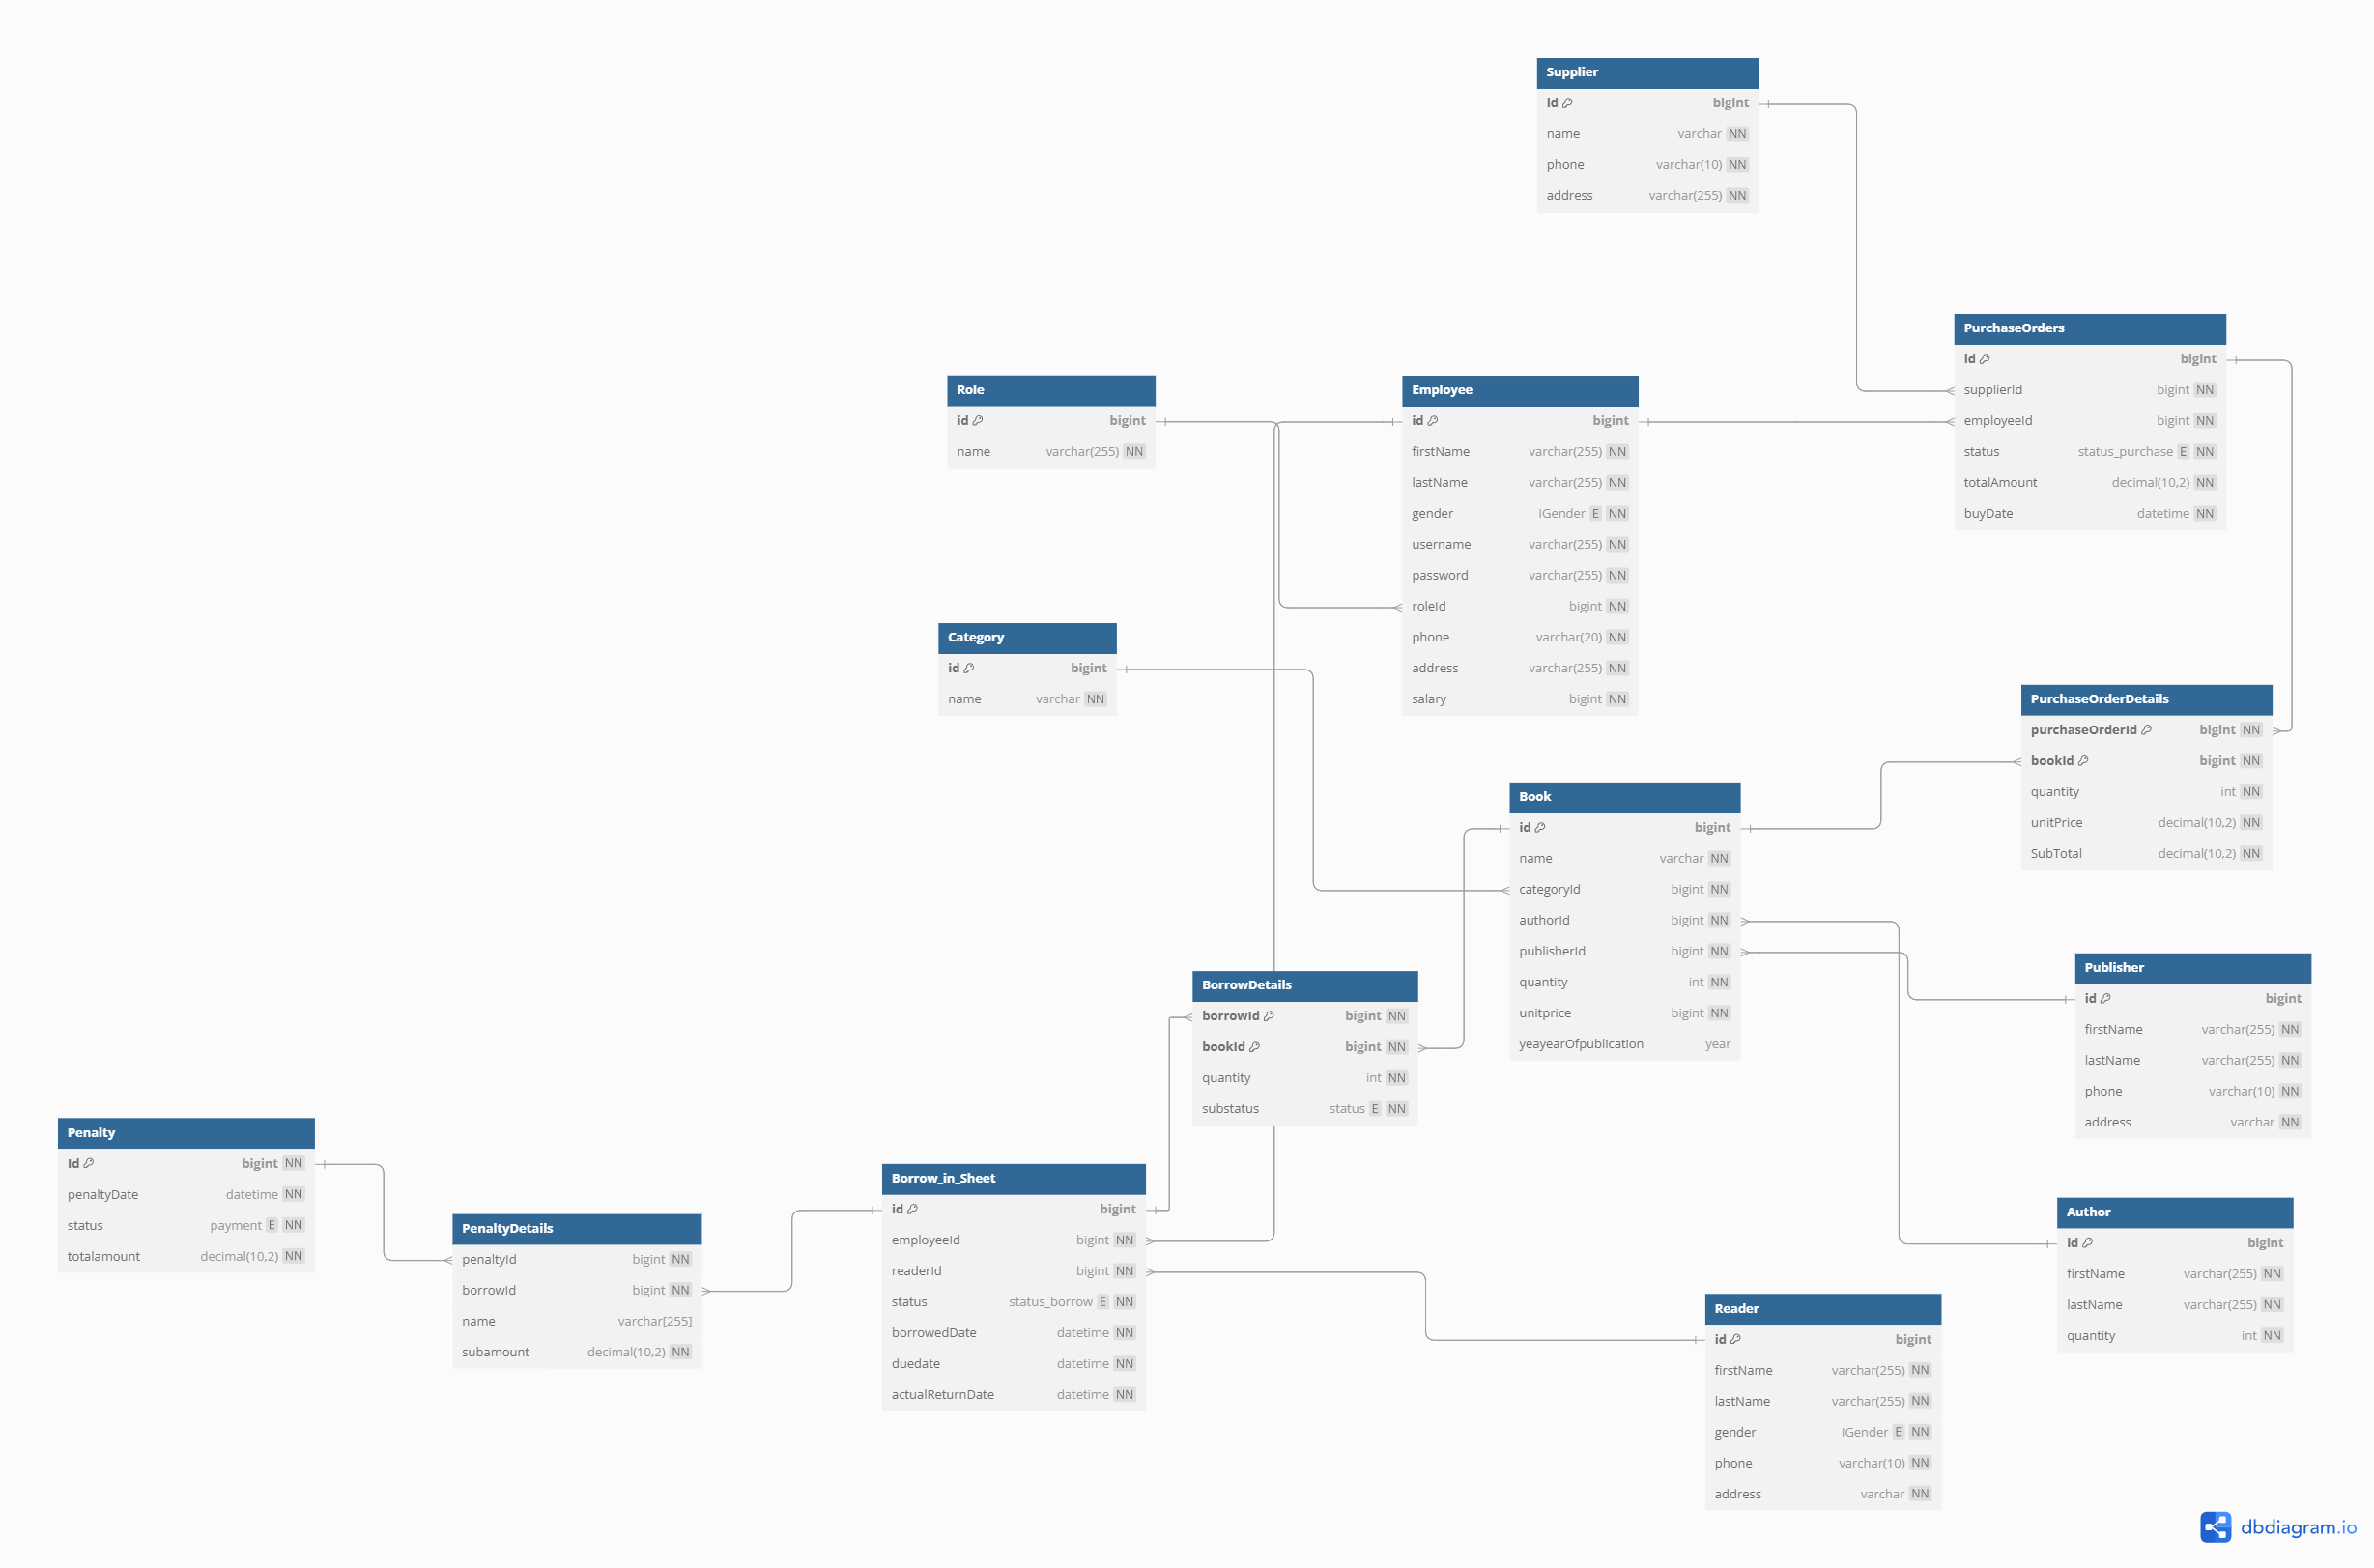 Supplier
id bigint
name varchar NN
phone varchar(10) NN
address varchar(255) NN
PurchaseOrders
id bigint
supplierId bigint NN
employeeId bigint NN
status status_purchase E NN
totalAmount decimal(10,2) NN
buyDate datetime NN
Role
id bigint
name varchar(255) NN
Employee
id bigint
firstName varchar(255) NN
lastName varchar(255) NN
gender IGender E NN
username varchar(255) NN
password varchar(255) NN
roleId bigint NN
phone varchar(20) NN
address varchar(255) NN
salary bigint NN
Category
id bigint
name varchar NN
PurchaseOrderDetails
purchaseOrderId bigint NN
bookId bigint NN
quantity int NN
unitPrice decimal(10,2) NN
SubTotal decimal(10,2) NN
Book
id bigint
name varchar NN
categoryId bigint NN
authorId bigint NN
publisherId bigint NN
quantity int NN
unitprice bigint NN
yeayearOfpublication year
Publisher
id bigint
firstName varchar(255) NN
lastName varchar(255) NN
phone varchar(10) NN
address varchar NN
BorrowDetails
borrowId bigint NN
bookId bigint NN
quantity int NN
substatus status E NN
Penalty
Id bigint NN
penaltyDate datetime NN
status payment E NN
totalamount decimal(10,2) NN
PenaltyDetails
penaltyId bigint NN
borrowId bigint NN
name varchar[255]
subamount decimal(10,2) NN
Borrow_in_Sheet
id bigint
employeeId bigint NN
readerId bigint NN
status status_borrow E NN
borrowedDate datetime NN
duedate datetime NN
actualReturnDate datetime NN
Author
id bigint
firstName varchar(255) NN
lastName varchar(255) NN
quantity int NN
Reader
id bigint
firstName varchar(255) NN
lastName varchar(255) NN
gender IGender E NN
phone varchar(10) NN
address varchar NN
dbdiagram.io